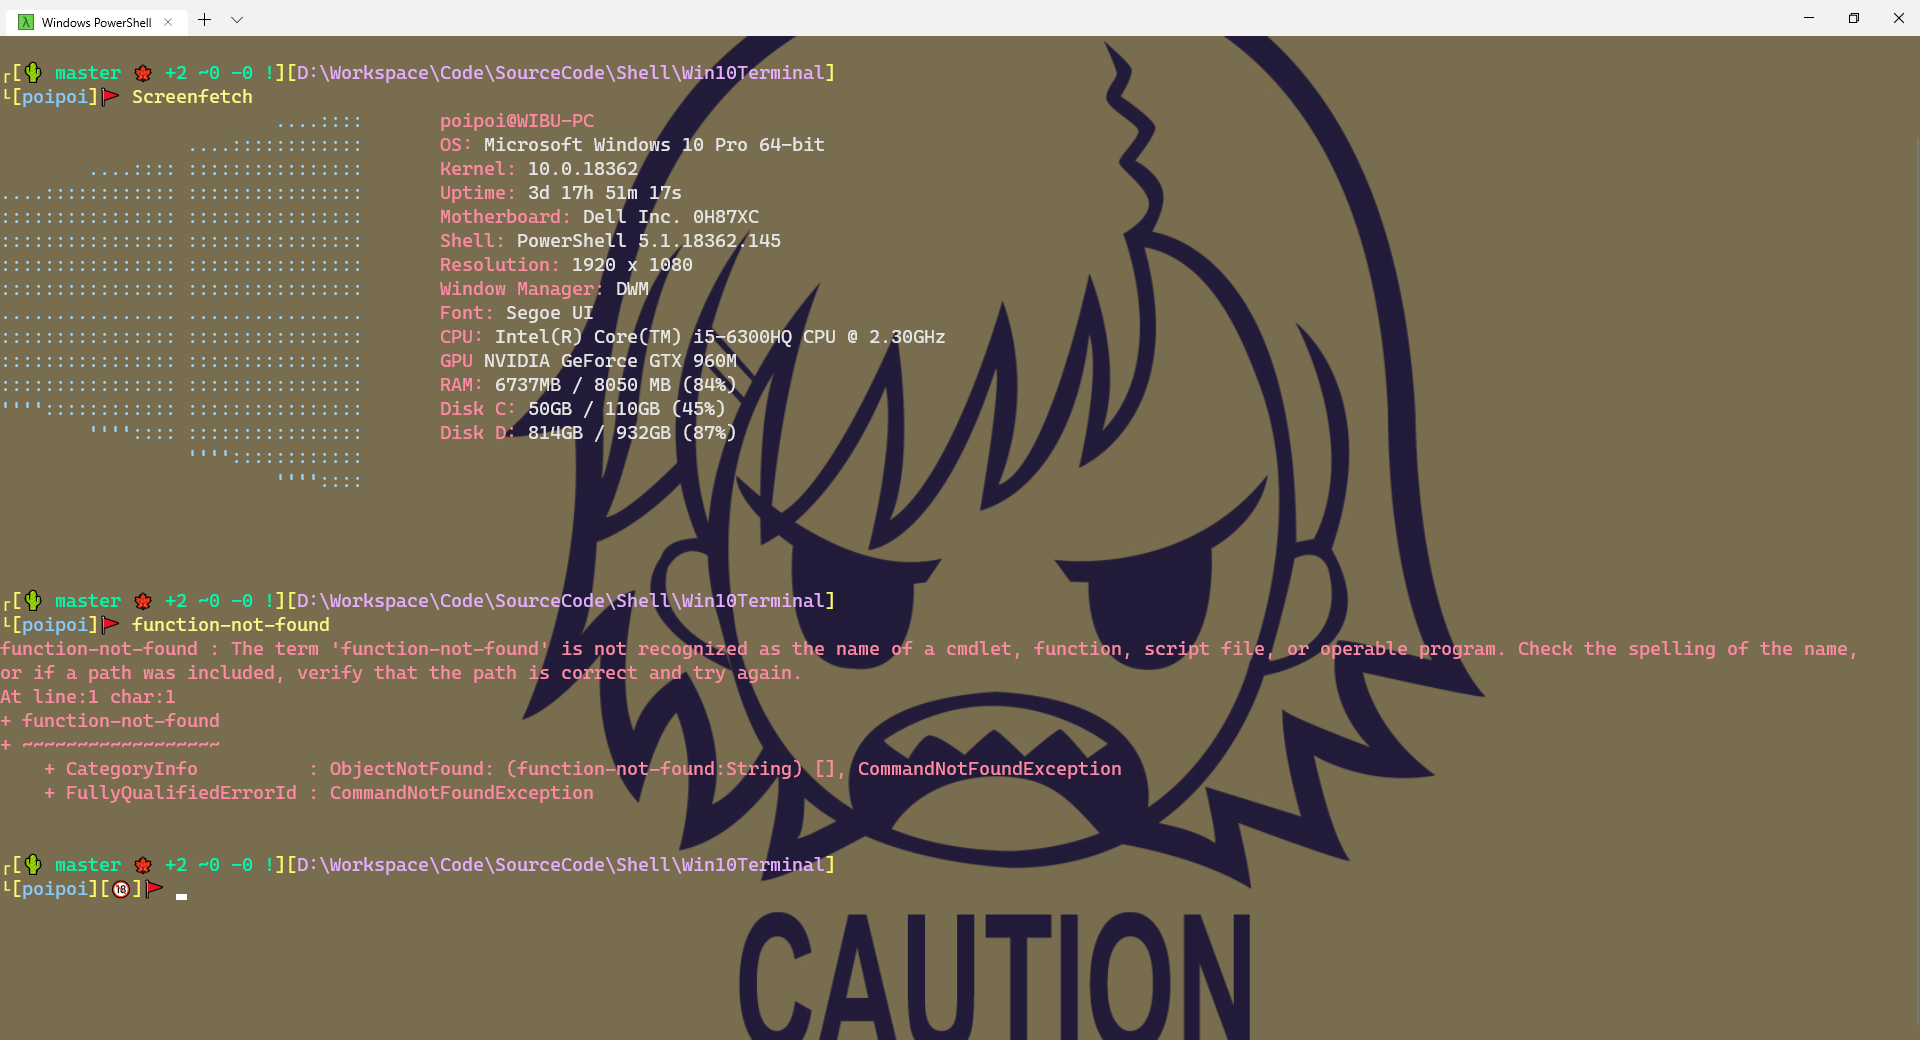 Windows PowerShell
┌[🌵 master 🍁 +2 ~0 -0 !][D:\Workspace\Code\SourceCode\Shell\Win10Terminal]
└[poipoi]🚩 Screenfetch
poipoi@WIBU-PC
OS: Microsoft Windows 10 Pro 64-bit
Kernel: 10.0.18362
Uptime: 3d 17h 51m 17s
Motherboard: Dell Inc. 0H87XC
Shell: PowerShell 5.1.18362.145
Resolution: 1920 x 1080
Window Manager: DWM
Font: Segoe UI
CPU: Intel(R) Core(TM) i5-6300HQ CPU @ 2.30GHz
GPU NVIDIA GeForce GTX 960M
RAM: 6737MB / 8050 MB (84%)
Disk C: 50GB / 110GB (45%)
Disk D: 814GB / 932GB (87%)
┌[🌵 master 🍁 +2 ~0 -0 !][D:\Workspace\Code\SourceCode\Shell\Win10Terminal]
└[poipoi]🚩 function-not-found
function-not-found : The term 'function-not-found' is not recognized as the name of a cmdlet, function, script file, or operable program. Check the spelling of the name,
or if a path was included, verify that the path is correct and try again.
At line:1 char:1
+ function-not-found
+ ~~~~~~~~~~~~~~~~~~
    + CategoryInfo          : ObjectNotFound: (function-not-found:String) [], CommandNotFoundException
    + FullyQualifiedErrorId : CommandNotFoundException
┌[🌵 master 🍁 +2 ~0 -0 !][D:\Workspace\Code\SourceCode\Shell\Win10Terminal]
└[poipoi][🔞]🚩
CAUTION